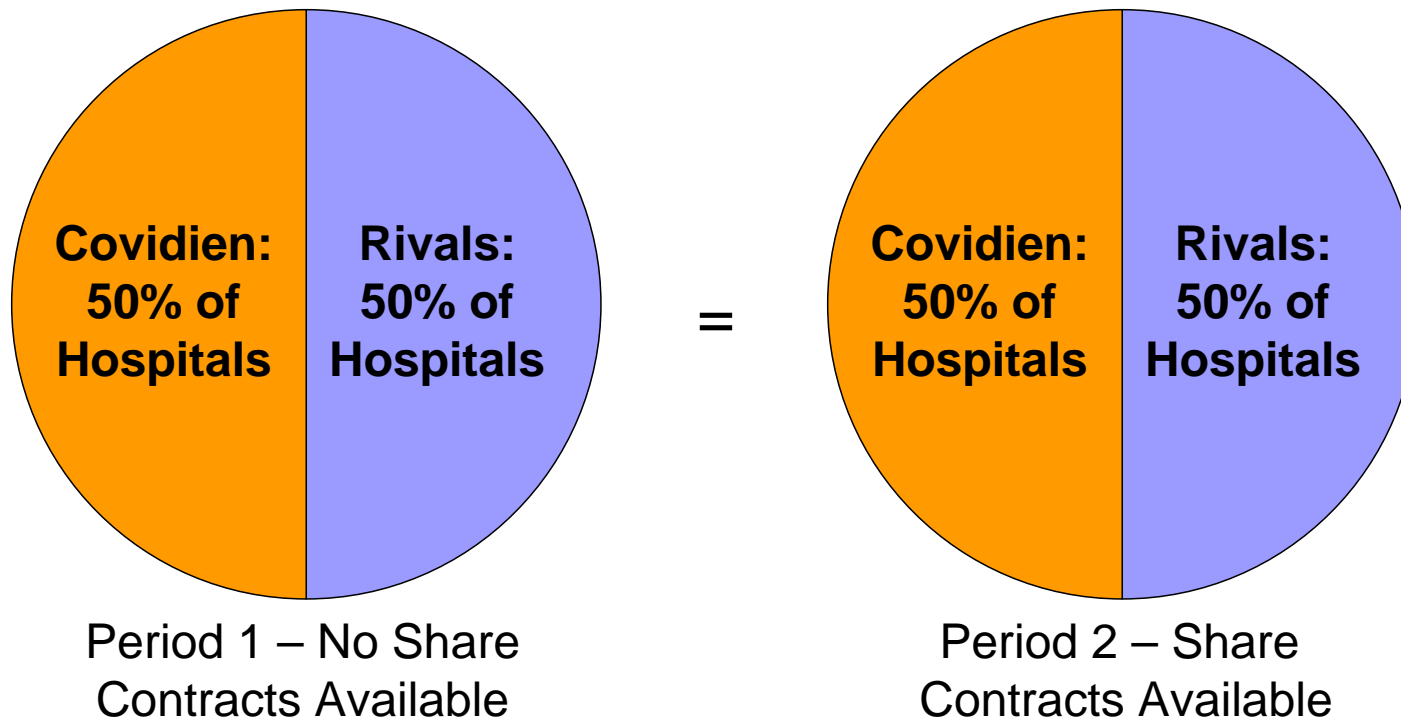 Covidien:
50% of
Hospitals
Rivals:
50% of
Hospitals
=
Covidien:
50% of
Hospitals
Rivals:
50% of
Hospitals
Period 1 – No Share
Contracts Available
Period 2 – Share
Contracts Available